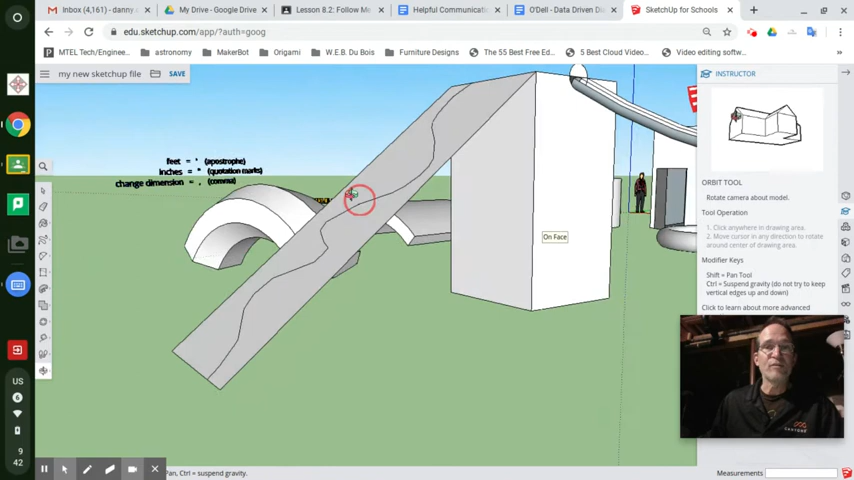 Inbox (4,161) - danny
My Drive - Google Drive
Lesson 8.2: Follow Me
Helpful Communicatio
O'Dell - Data Driven Di
SketchUp for Schools
edu.sketchup.com/app/?auth=goog
MTEL Tech/Enginee...
astronomy
MakerBot
Origami
W.E.B. Du Bois
Furniture Designs
The 55 Best Free Ed...
5 Best Cloud Video...
Video editing softw...
my new sketchup file
SAVE
feet = ' (apostrophe)
inches = " (quotation marks)
change dimension = , (comma)
On Face
INSTRUCTOR
ORBIT TOOL
Rotate camera about model.
Tool Operation
1. Click anywhere in drawing area.
2. Move cursor in any direction to rotate
around center of drawing area.
Modifier Keys
Shift = Pan Tool
Ctrl = Suspend gravity (do not try to keep
vertical edges up and down)
Click to learn about more advanced
US
6
9
42
Pan, Ctrl = suspend gravity.
Measurements